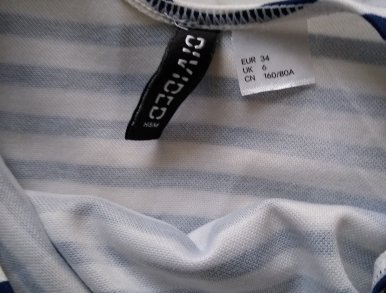 DIVIDED
H&M
EUR 34
UK 6
CN 160/80A